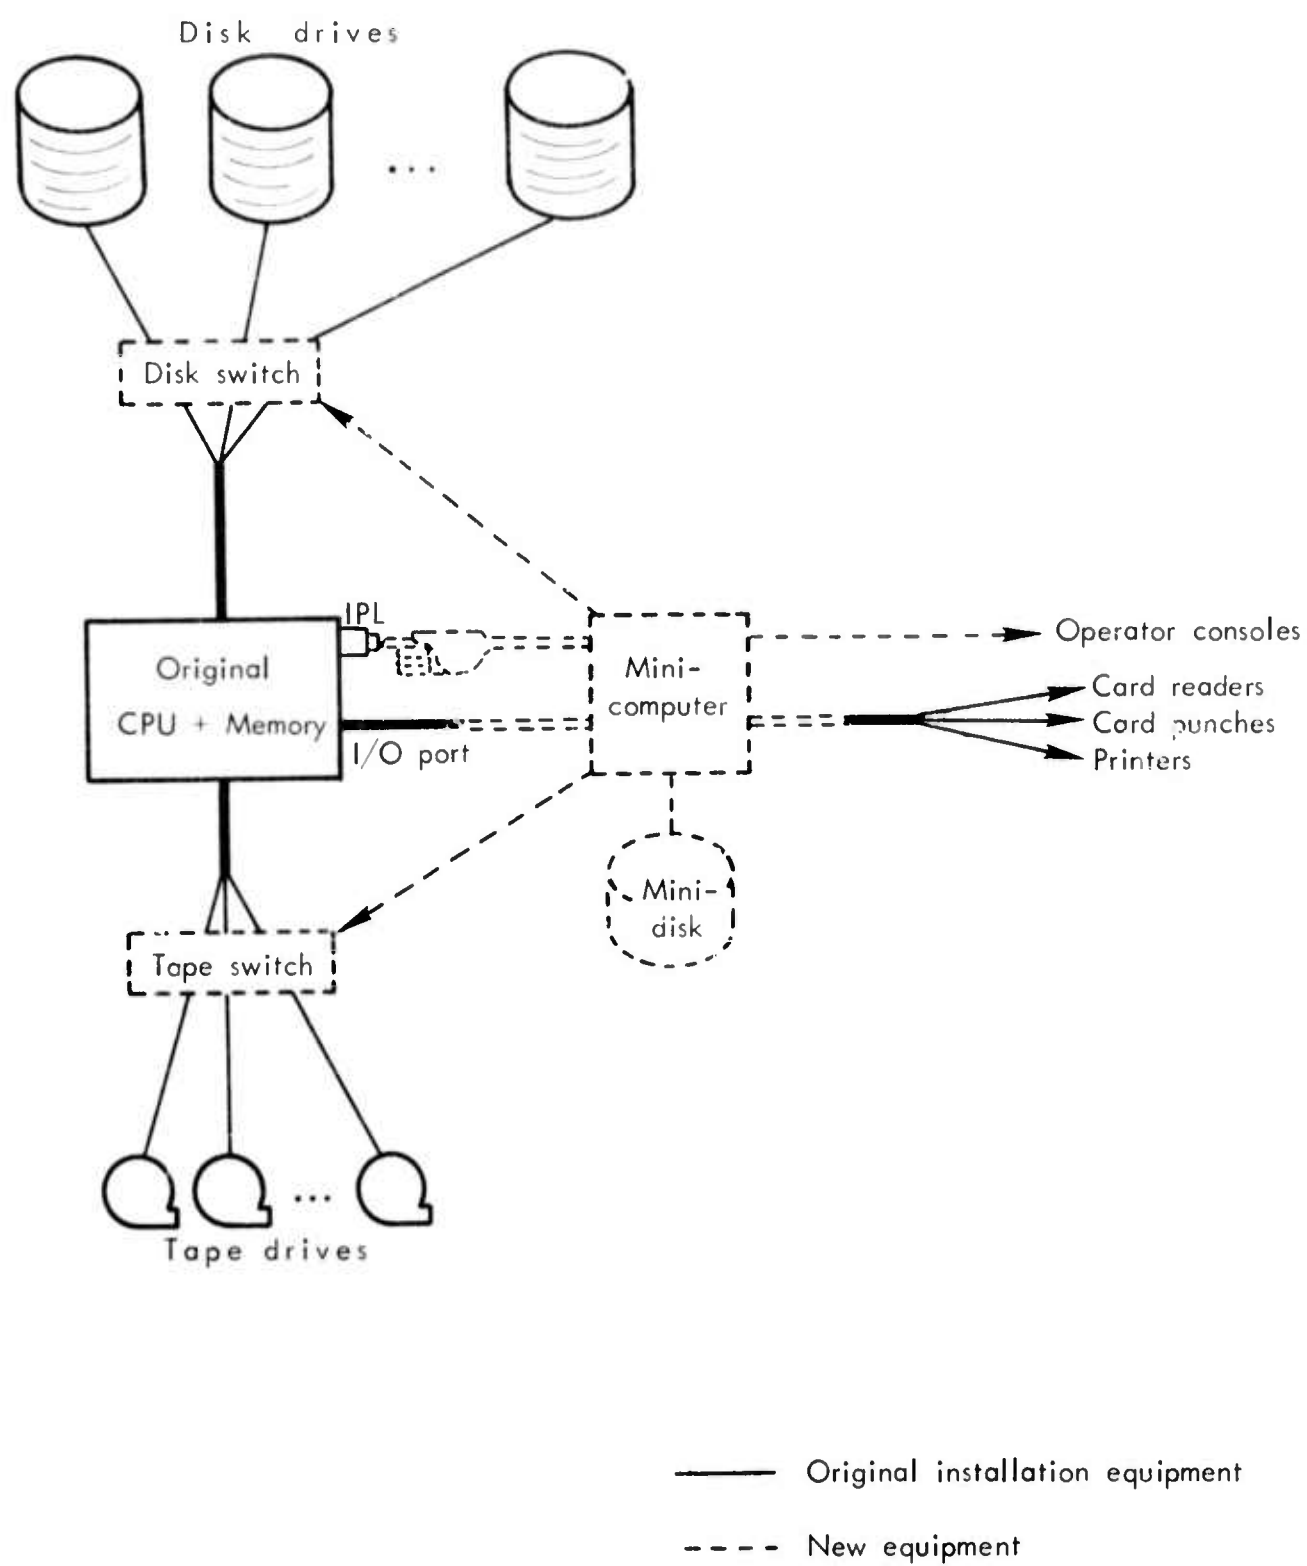 Disk drives
Disk switch
IPL
Original
CPU + Memory
I/O port
Mini-
computer
Operator consoles
Card readers
Card punches
Printers
Mini-
disk
Tape switch
Tape drives
Original installation equipment
New equipment